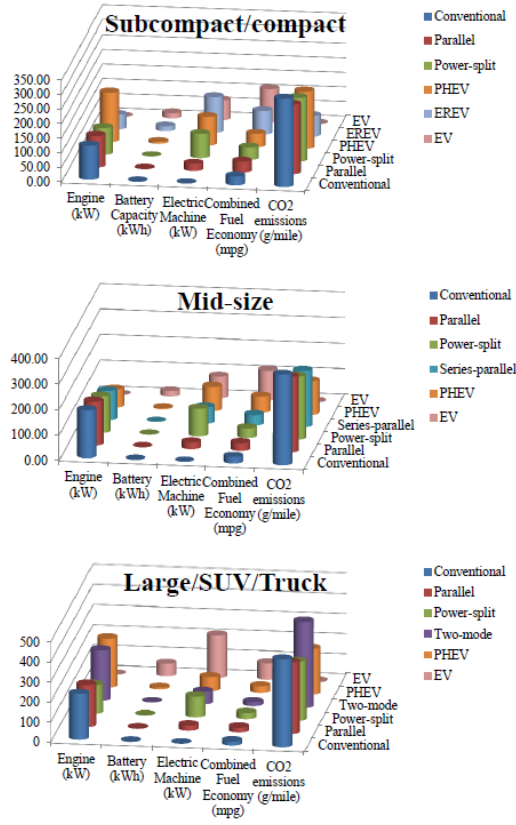 Subcompact/compact
350.00
300.00
250.00
200.00
150.00
100.00
50.00
0.00
Engine
(kW)
Battery
Capacity
(kWh)
Electric
Machine
(kW)
Combined
Fuel
Economy
(mpg)
CO2
emissions
(g/mile)
EV
EREV
PHEV
Power-split
Parallel
Conventional
Conventional
Parallel
Power-split
PHEV
EREV
EV
Mid-size
400.00
300.00
200.00
100.00
0.00
Engine
(kW)
Battery
(kWh)
Electric
Machine
(kW)
Combined
Fuel
Economy
(mpg)
CO2
emissions
(g/mile)
EV
PHEV
Series-parallel
Power-split
Parallel
Conventional
Conventional
Parallel
Power-split
Series-parallel
PHEV
EV
Large/SUV/Truck
500
400
300
200
100
0
Engine
(kW)
Battery
(kWh)
Electric
Machine
(kW)
Combined
Fuel
Economy
(mpg)
CO2
emissions
(g/mile)
EV
PHEV
Two-mode
Power-split
Parallel
Conventional
Conventional
Parallel
Power-split
Two-mode
PHEV
EV